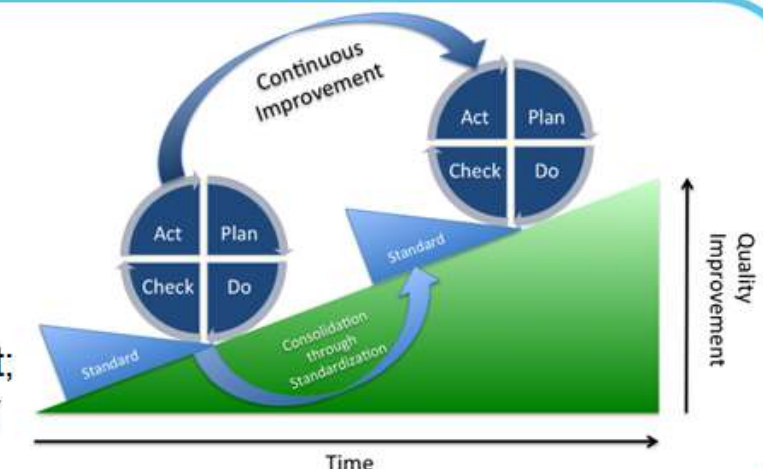 Continuous
Improvement
Act
Plan
Check
Do
Act
Plan
Check
Do
Standard
Standard
Consolidation
through
Standardization
Quality
Improvement
Time
t;